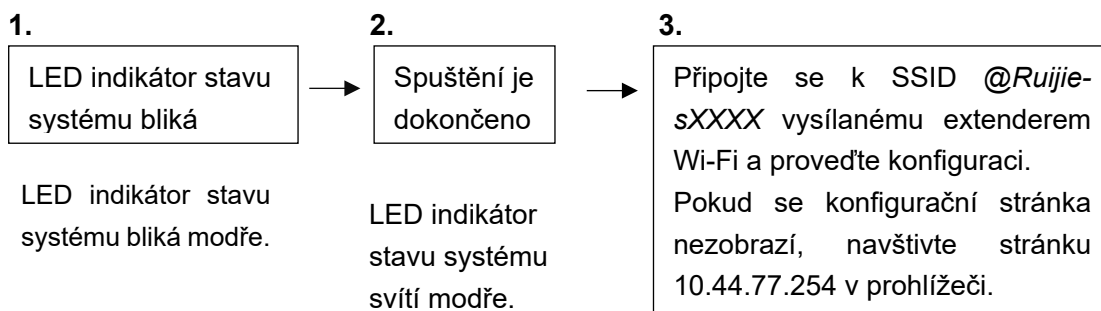 1.
LED indikátor stavu
systému bliká
LED indikátor stavu
systému bliká modře.
2.
Spuštění je
dokončeno
LED indikátor
stavu systému
svítí modře.
3.
Připojte se k SSID @Ruijie-
sXXXX vysílanému extenderem
Wi-Fi a proveďte konfiguraci.
Pokud se konfigurační stránka
nezobrazí, navštivte stránku
10.44.77.254 v prohlížeči.